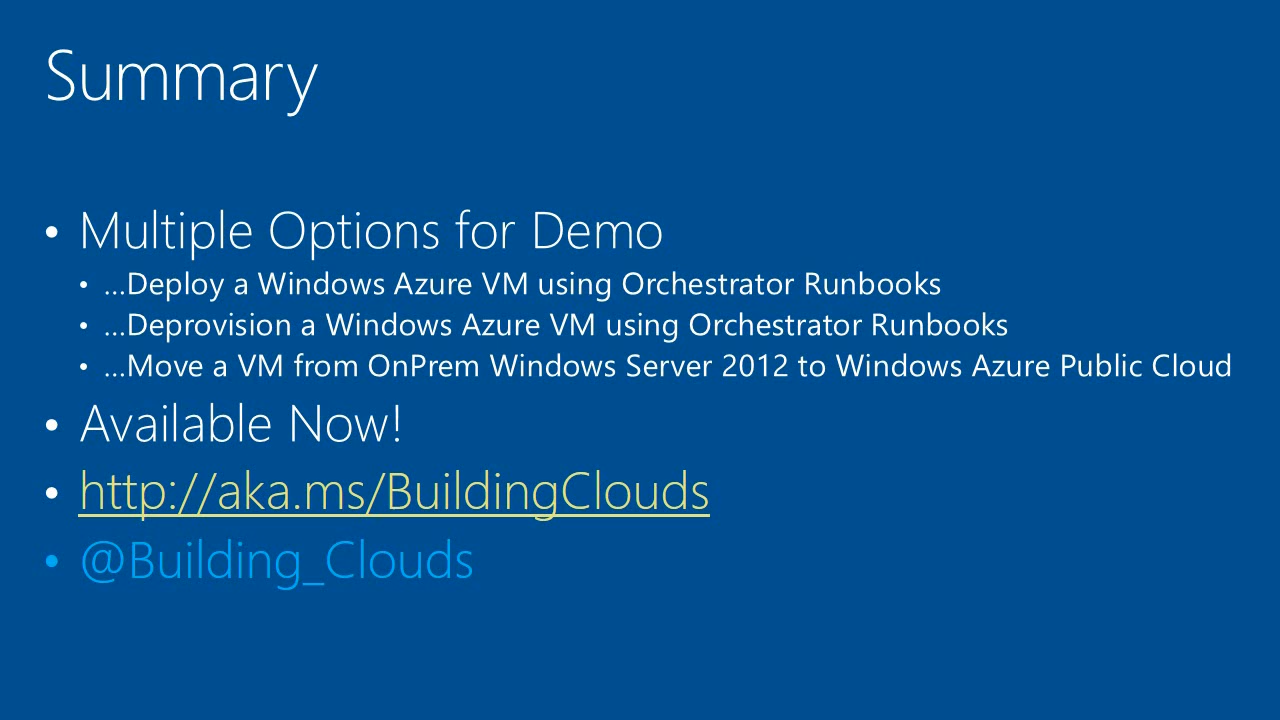 Summary
• Multiple Options for Demo
• …Deploy a Windows Azure VM using Orchestrator Runbooks
• …Deprovision a Windows Azure VM using Orchestrator Runbooks
• …Move a VM from OnPrem Windows Server 2012 to Windows Azure Public Cloud
• Available Now!
• http://aka.ms/BuildingClouds
• @Building_Clouds